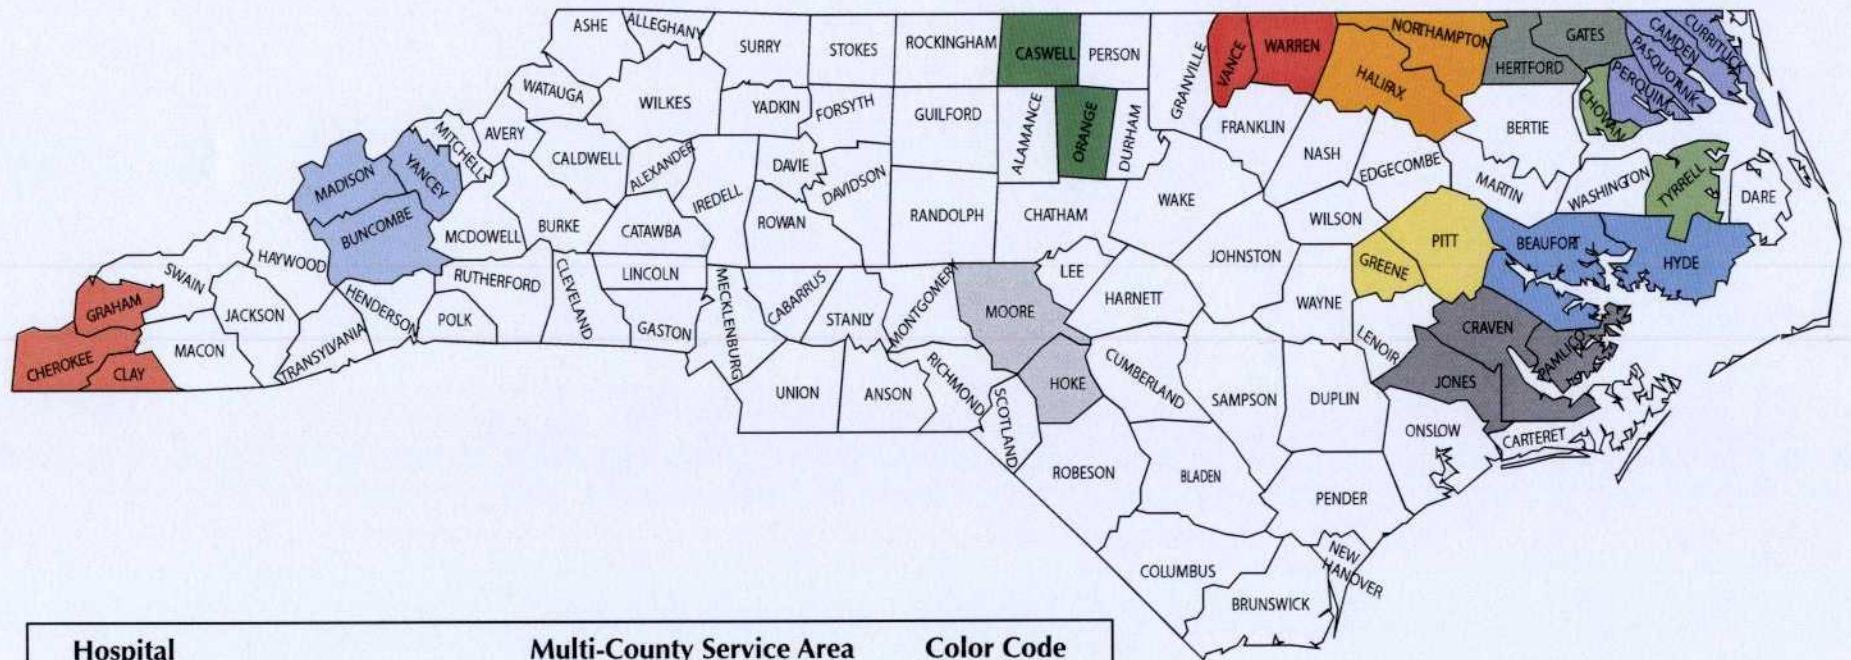 ASHE
ALLEGHANY
SURRY
STOKES
ROCKINGHAM
CASWELL
PERSON
GRANVILLE
VANCE
WARREN
NORTHAMPTON
HALIFAX
HERTFORD
GATES
CAMDEN
CURRITUCK
PASQUOTANK
PERQUIM
CHOWAN
WATAUGA
WILKES
YADKIN
FORSYTH
GUILFORD
ALAMANCE
ORANGE
DURHAM
FRANKLIN
NASH
EDGECOMBE
BERTIE
MARTIN
WASHINGTON
TYRRELL
DARE
MITCHELL
AVERY
CALDWELL
ALEXANDER
IREDELL
DAVIE
DAVIDSON
RANDOLPH
CHATHAM
WAKE
WILSON
PITT
BEAUFORT
HYDE
MADISON
YANCEY
BUNCOMBE
MCDOWELL
BURKE
CATAWBA
ROWAN
LEE
JOHNSTON
GREENE
HAYWOOD
SWAIN
JACKSON
GRAHAM
CHEROKEE
CLAY
MACON
TRANSYLVANIA
HENDERSON
POLK
RUTHERFORD
CLEVELAND
LINCOLN
GASTON
MECKLENBURG
CABARRUS
STANLY
MONTGOMERY
MOORE
HARNETT
WAYNE
LENOIR
CRAVEN
PAMLICO
JONES
UNION
ANSON
RICHMOND
SCOTLAND
HOKE
CUMBERLAND
SAMPSON
DUPLIN
ONSLOW
CARTERET
ROBESON
BLADEN
PENDER
COLUMBUS
NEW
HANOVER
BRUNSWICK
Hospital Multi-County Service Area Color Code